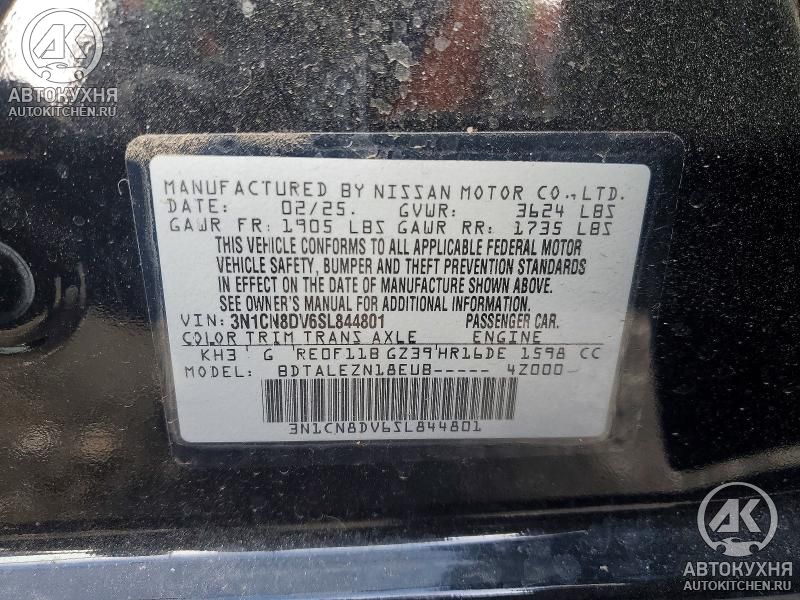 АК
АВТОКУХНЯ
AUTOKITCHEN.RU
MANUFACTURED BY NISSAN MOTOR CO.,LTD.
DATE: 02/25. GVWR: 3624 LBS
GAWR FR: 1905 LBS GAWR RR: 1735 LBS
THIS VEHICLE CONFORMS TO ALL APPLICABLE FEDERAL MOTOR
VEHICLE SAFETY, BUMPER AND THEFT PREVENTION STANDARDS
IN EFFECT ON THE DATE OF MANUFACTURE SHOWN ABOVE.
SEE OWNER'S MANUAL FOR ADDITIONAL INFORMATION.
VIN: 3N1CN8DV6SL844801 PASSENGER CAR.
COLOR TRIM TRANS AXLE ENGINE
KH3 G RE0F11B GZ39 HR16DE 1598 CC
MODEL: BDTALEZN18EUB----- 4Z000-
3N1CN8DV6SL844801
АК
АВТОКУХНЯ
AUTOKITCHEN.RU